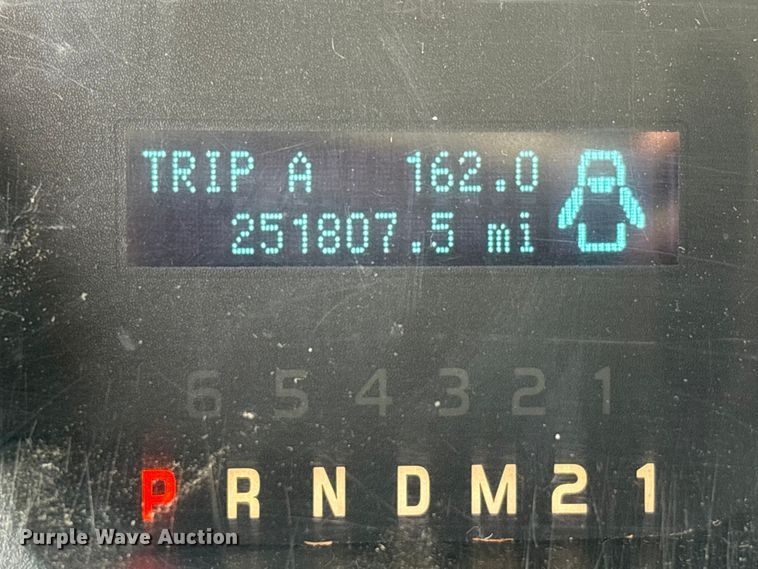 TRIP A 162.0
251807.5 mi
6 5 4 3 2 1
P R N D M 2 1
Purple Wave Auction